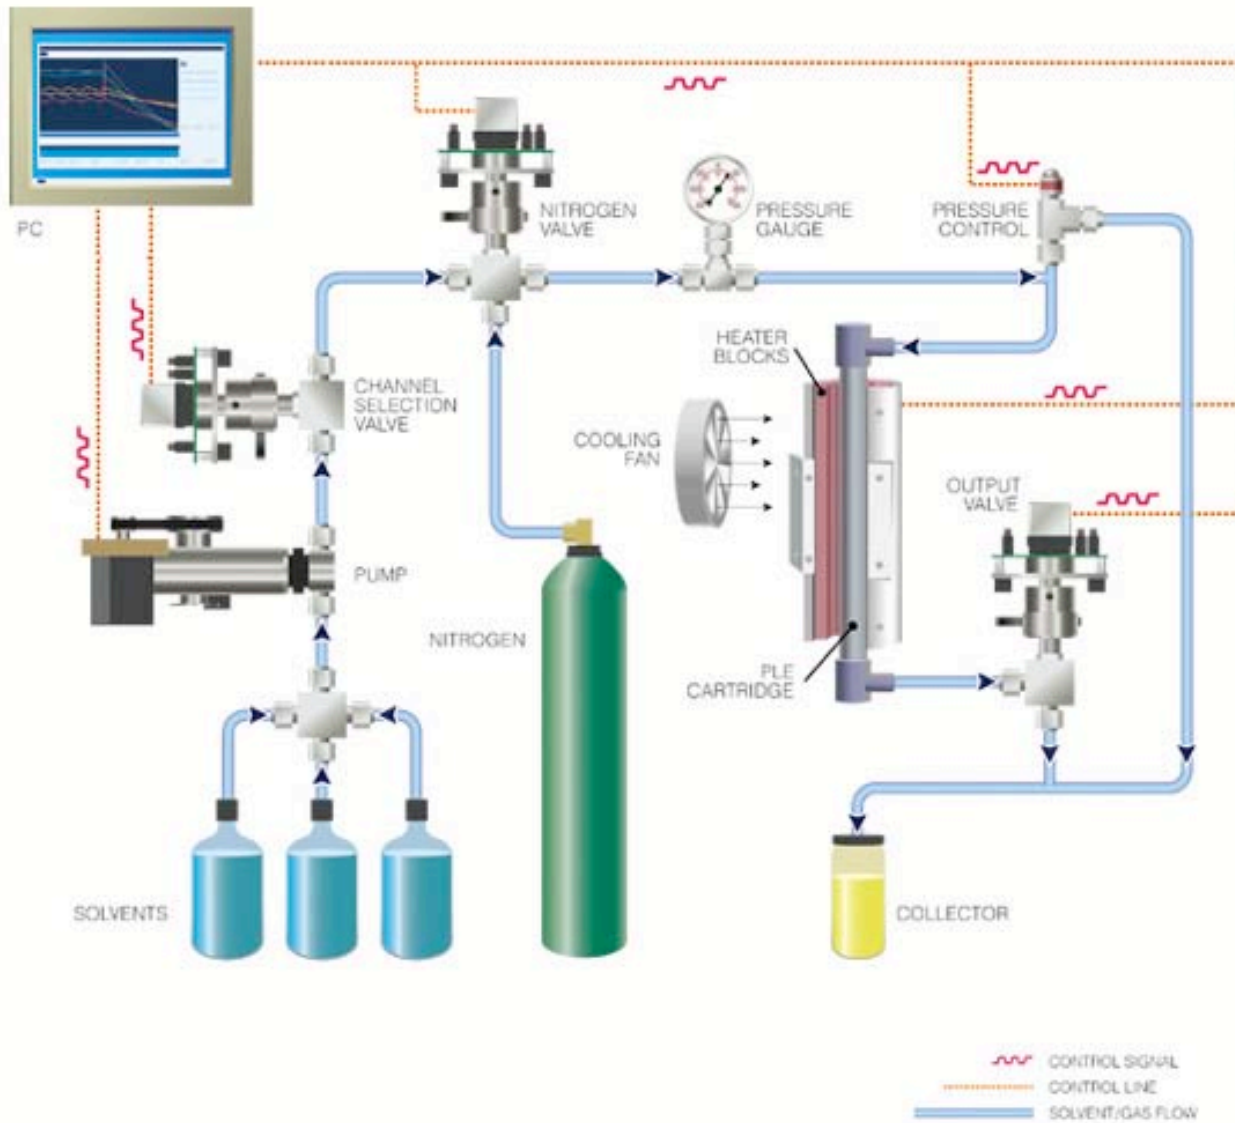 PC
NITROGEN
VALVE
PRESSURE
GAUGE
PRESSURE
CONTROL
CHANNEL
SELECTION
VALVE
HEATER
BLOCKS
COOLING
FAN
OUTPUT
VALVE
PUMP
NITROGEN
PLE
CARTRIDGE
SOLVENTS
COLLECTOR
CONTROL SIGNAL
CONTROL LINE
SOLVENT/GAS FLOW